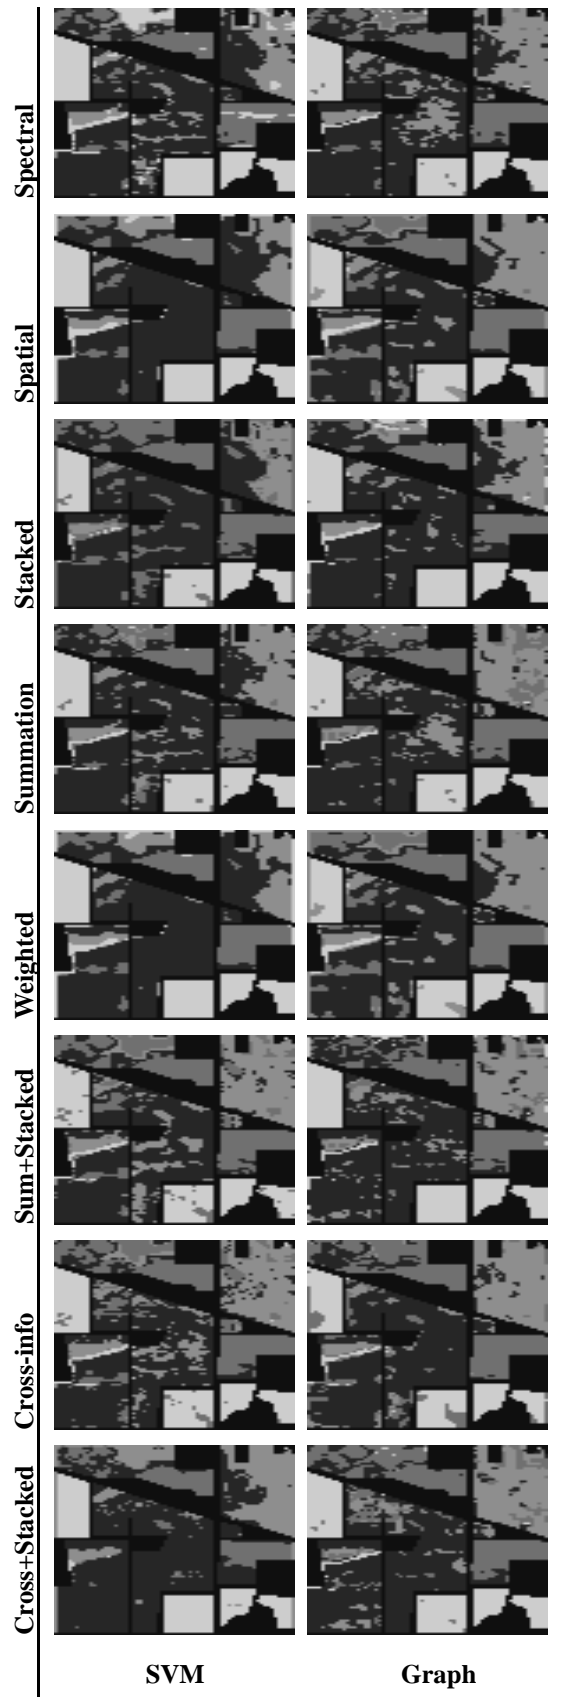 Spectral
Spatial
Stacked
Summation
Weighted
Sum+Stacked
Cross-info
Cross+Stacked
SVM Graph